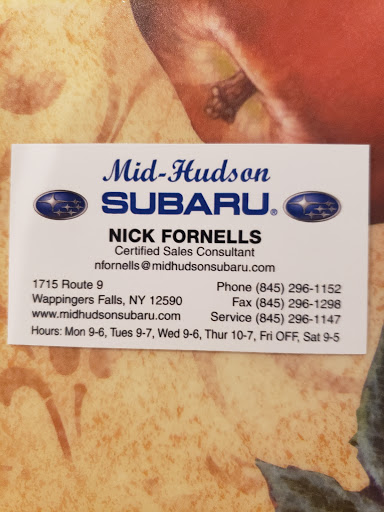 Mid-Hudson
SUBARU®
NICK FORNELLS
Certified Sales Consultant
nfornells@midhudsonsubaru.com
1715 Route 9
Wappingers Falls, NY 12590
www.midhudsonsubaru.com
Phone (845) 296-1152
Fax (845) 296-1298
Service (845) 296-1147
Hours: Mon 9-6, Tues 9-7, Wed 9-6, Thur 10-7, Fri OFF, Sat 9-5